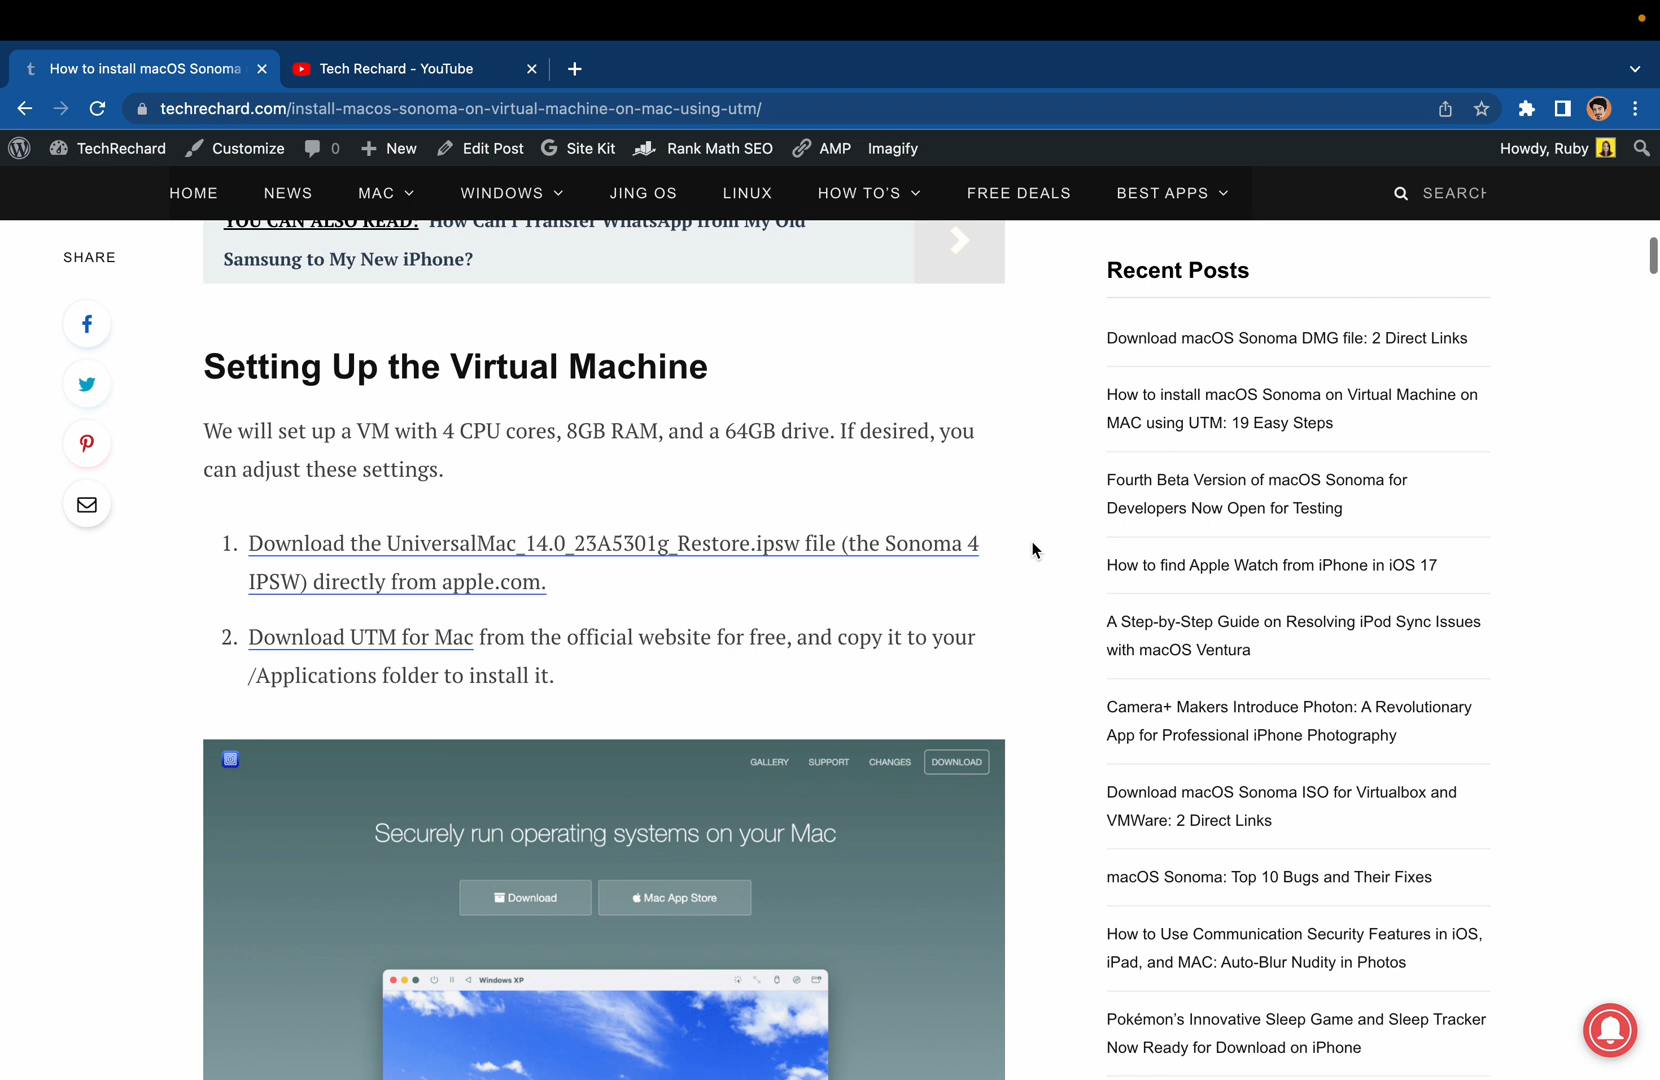 How to install macOS Sonoma
Tech Rechard - YouTube
techrechard.com/install-macos-sonoma-on-virtual-machine-on-mac-using-utm/
TechRechard Customize 0 New Edit Post Site Kit Rank Math SEO AMP Imagify Howdy, Ruby
HOME NEWS MAC WINDOWS JING OS LINUX HOW TO'S FREE DEALS BEST APPS SEARCH
SHARE
YOU CAN ALSO READ: How Can I Transfer WhatsApp from My Old
Samsung to My New iPhone?
Setting Up the Virtual Machine
We will set up a VM with 4 CPU cores, 8GB RAM, and a 64GB drive. If desired, you
can adjust these settings.
1. Download the UniversalMac_14.0_23A5301g_Restore.ipsw file (the Sonoma 4
IPSW) directly from apple.com.
2. Download UTM for Mac from the official website for free, and copy it to your
/Applications folder to install it.
GALLERY SUPPORT CHANGES DOWNLOAD
Securely run operating systems on your Mac
Download Mac App Store
Windows XP
Recent Posts
Download macOS Sonoma DMG file: 2 Direct Links
How to install macOS Sonoma on Virtual Machine on
MAC using UTM: 19 Easy Steps
Fourth Beta Version of macOS Sonoma for
Developers Now Open for Testing
How to find Apple Watch from iPhone in iOS 17
A Step-by-Step Guide on Resolving iPod Sync Issues
with macOS Ventura
Camera+ Makers Introduce Photon: A Revolutionary
App for Professional iPhone Photography
Download macOS Sonoma ISO for Virtualbox and
VMWare: 2 Direct Links
macOS Sonoma: Top 10 Bugs and Their Fixes
How to Use Communication Security Features in iOS,
iPad, and MAC: Auto-Blur Nudity in Photos
Pokémon's Innovative Sleep Game and Sleep Tracker
Now Ready for Download on iPhone